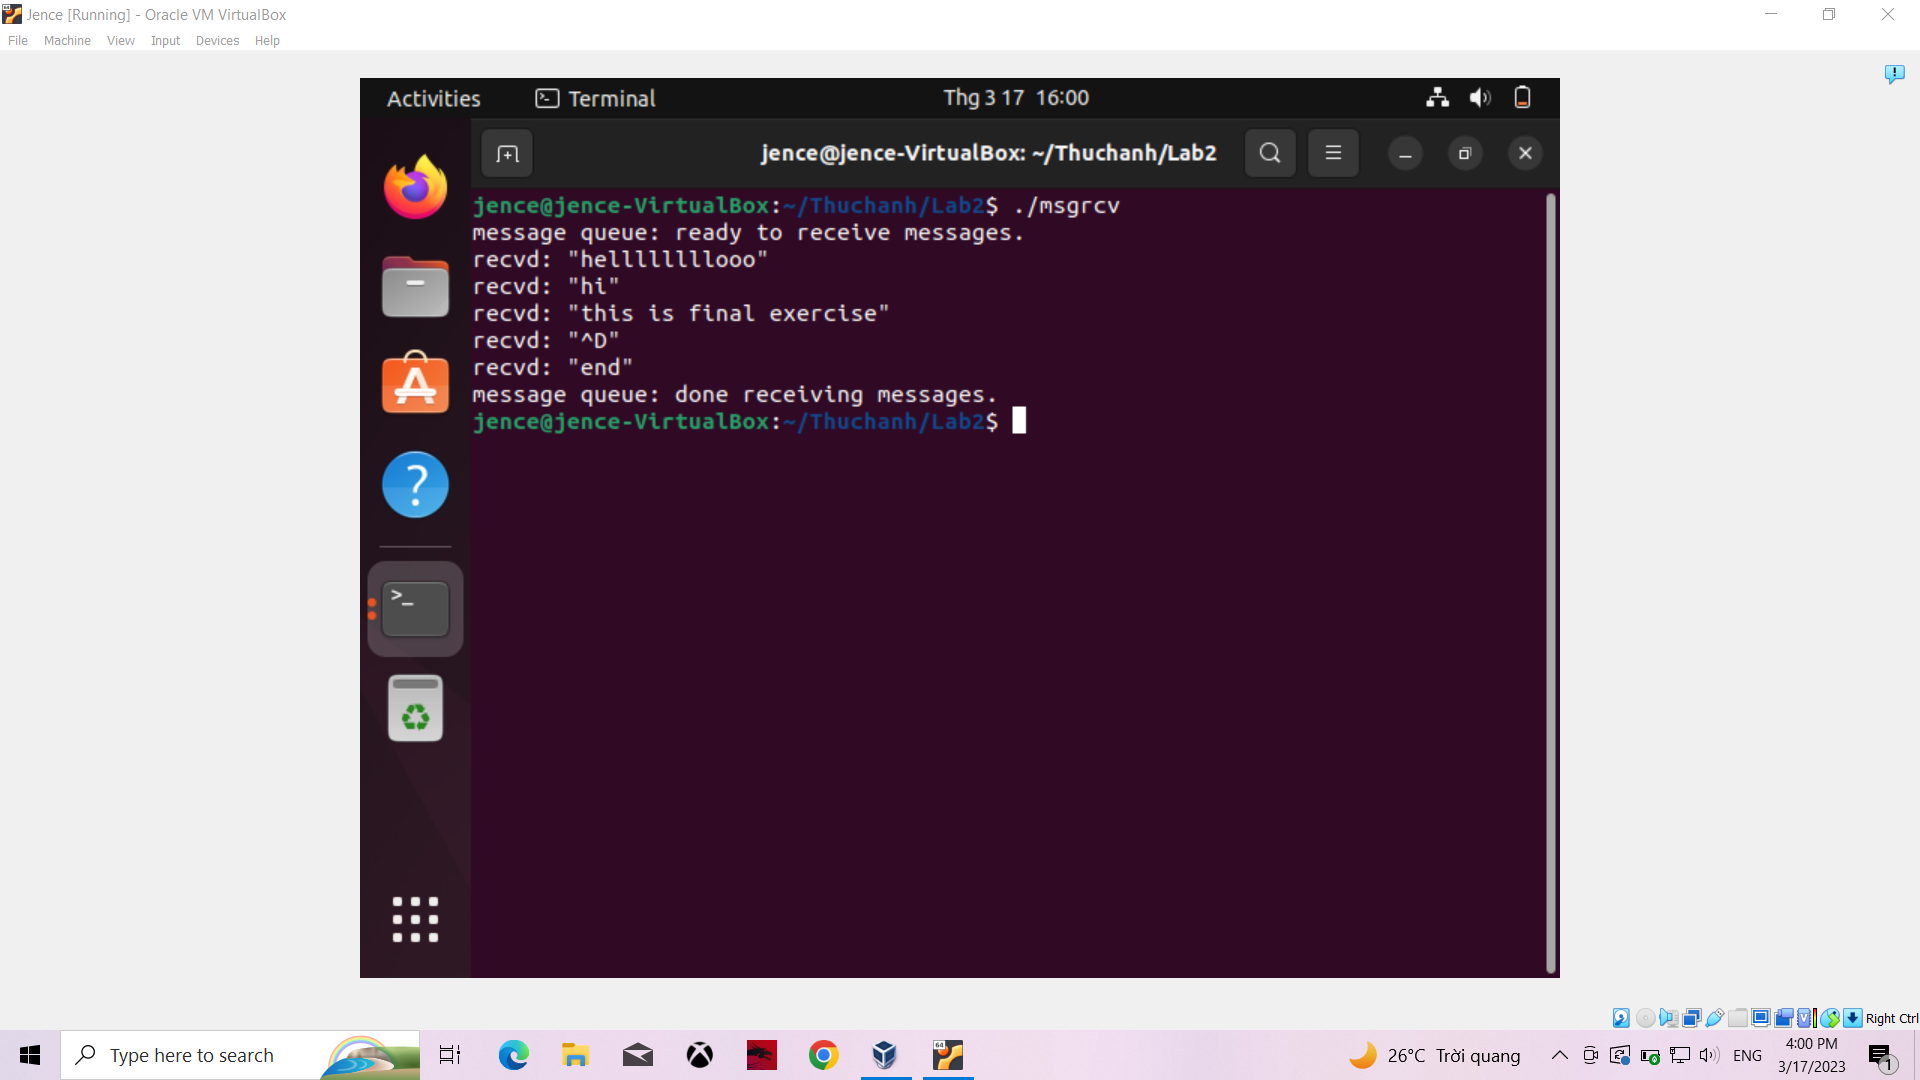 Jence [Running] - Oracle VM VirtualBox
File Machine View Input Devices Help
Activities Terminal Thg 3 17 16:00
jence@jence-VirtualBox: ~/Thuchanh/Lab2
jence@jence-VirtualBox:~/Thuchanh/Lab2$ ./msgrcv
message queue: ready to receive messages.
recvd: "helllllllooo"
recvd: "hi"
recvd: "this is final exercise"
recvd: "^D"
recvd: "end"
message queue: done receiving messages.
jence@jence-VirtualBox:~/Thuchanh/Lab2$
Right Ctrl
Type here to search
64
26°C Trời quang
ENG
4:00 PM
3/17/2023
1